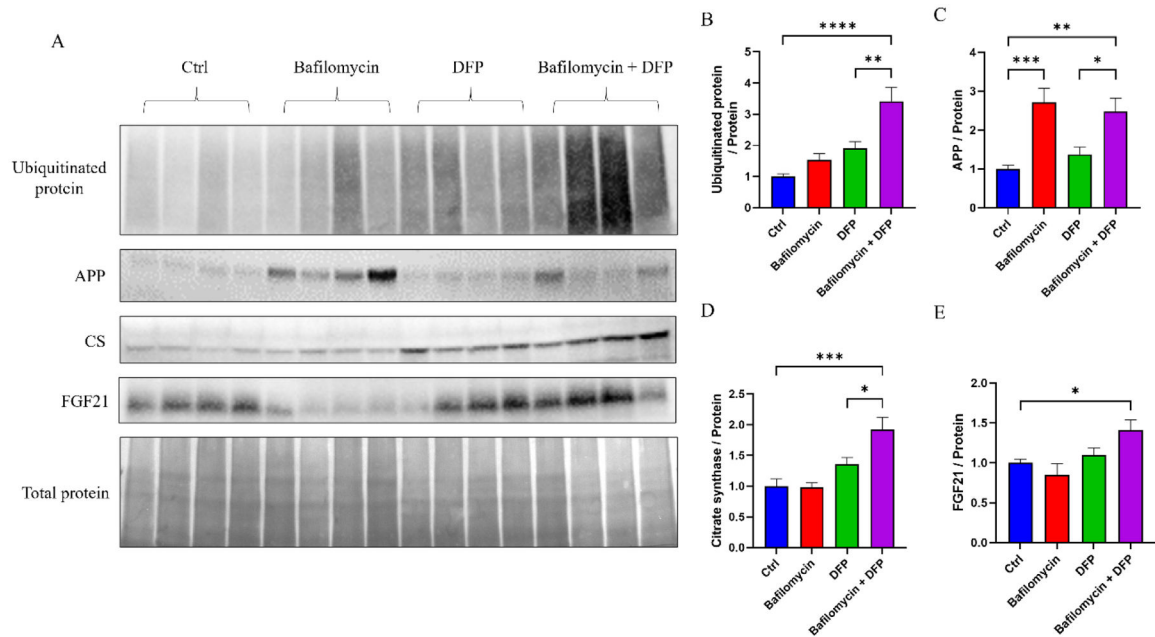 A
Ctrl
Bafilomycin
DFP
Bafilomycin + DFP
Ubiquitinated
protein
APP
CS
FGF21
Total protein
B
Ubiquitinated protein
/ Protein
5
4
3
2
1
0
****
**
Ctrl
Bafilomycin
DFP
Bafilomycin + DFP
C
APP / Protein
4
3
2
1
0
**
***
*
Ctrl
Bafilomycin
DFP
Bafilomycin + DFP
D
Citrate synthase / Protein
2.5
2.0
1.5
1.0
0.5
0.0
***
*
Ctrl
Bafilomycin
DFP
Bafilomycin + DFP
E
FGF21 / Protein
2.0
1.5
1.0
0.5
0.0
*
Ctrl
Bafilomycin
DFP
Bafilomycin + DFP